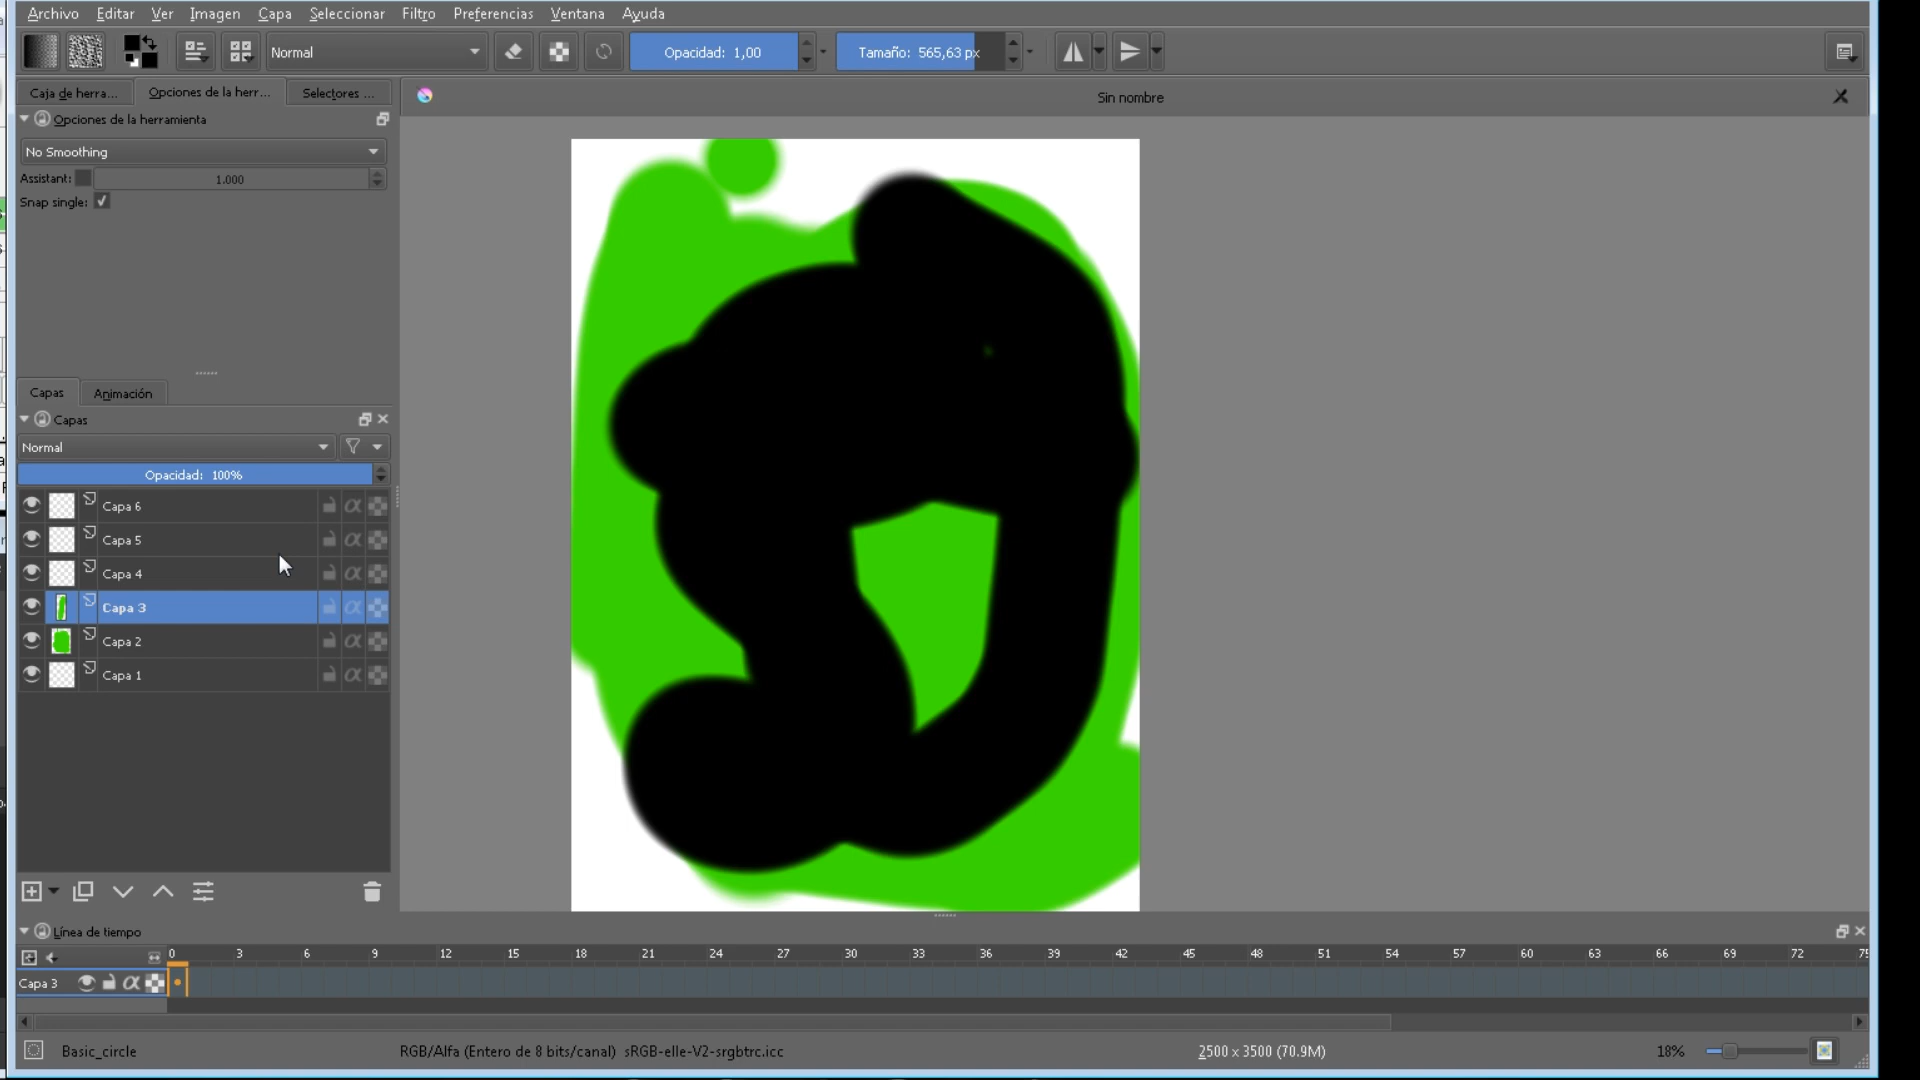 Archivo Editar Ver Imagen Capa Seleccionar Filtro Preferencias Ventana Ayuda
Normal Opacidad: 1,00 Tamaño: 565,63 px
Caja de herra... Opciones de la herr... Selectores ... Sin nombre
Opciones de la herramienta
No Smoothing
Assistant: 1.000
Snap single:
Capas Animación
Capas
Normal
Opacidad: 100%
Capa 6
Capa 5
Capa 4
Capa 3
Capa 2
Capa 1
Línea de tiempo
0 3 6 9 12 15 18 21 24 27 30 33 36 39 42 45 48 51 54 57 60 63 66 69 72 75
Capa 3
Basic_circle RGB/Alfa (Entero de 8 bits/canal) sRGB-elle-V2-srgbtrc.icc 2500 x 3500 (70.9M) 18%